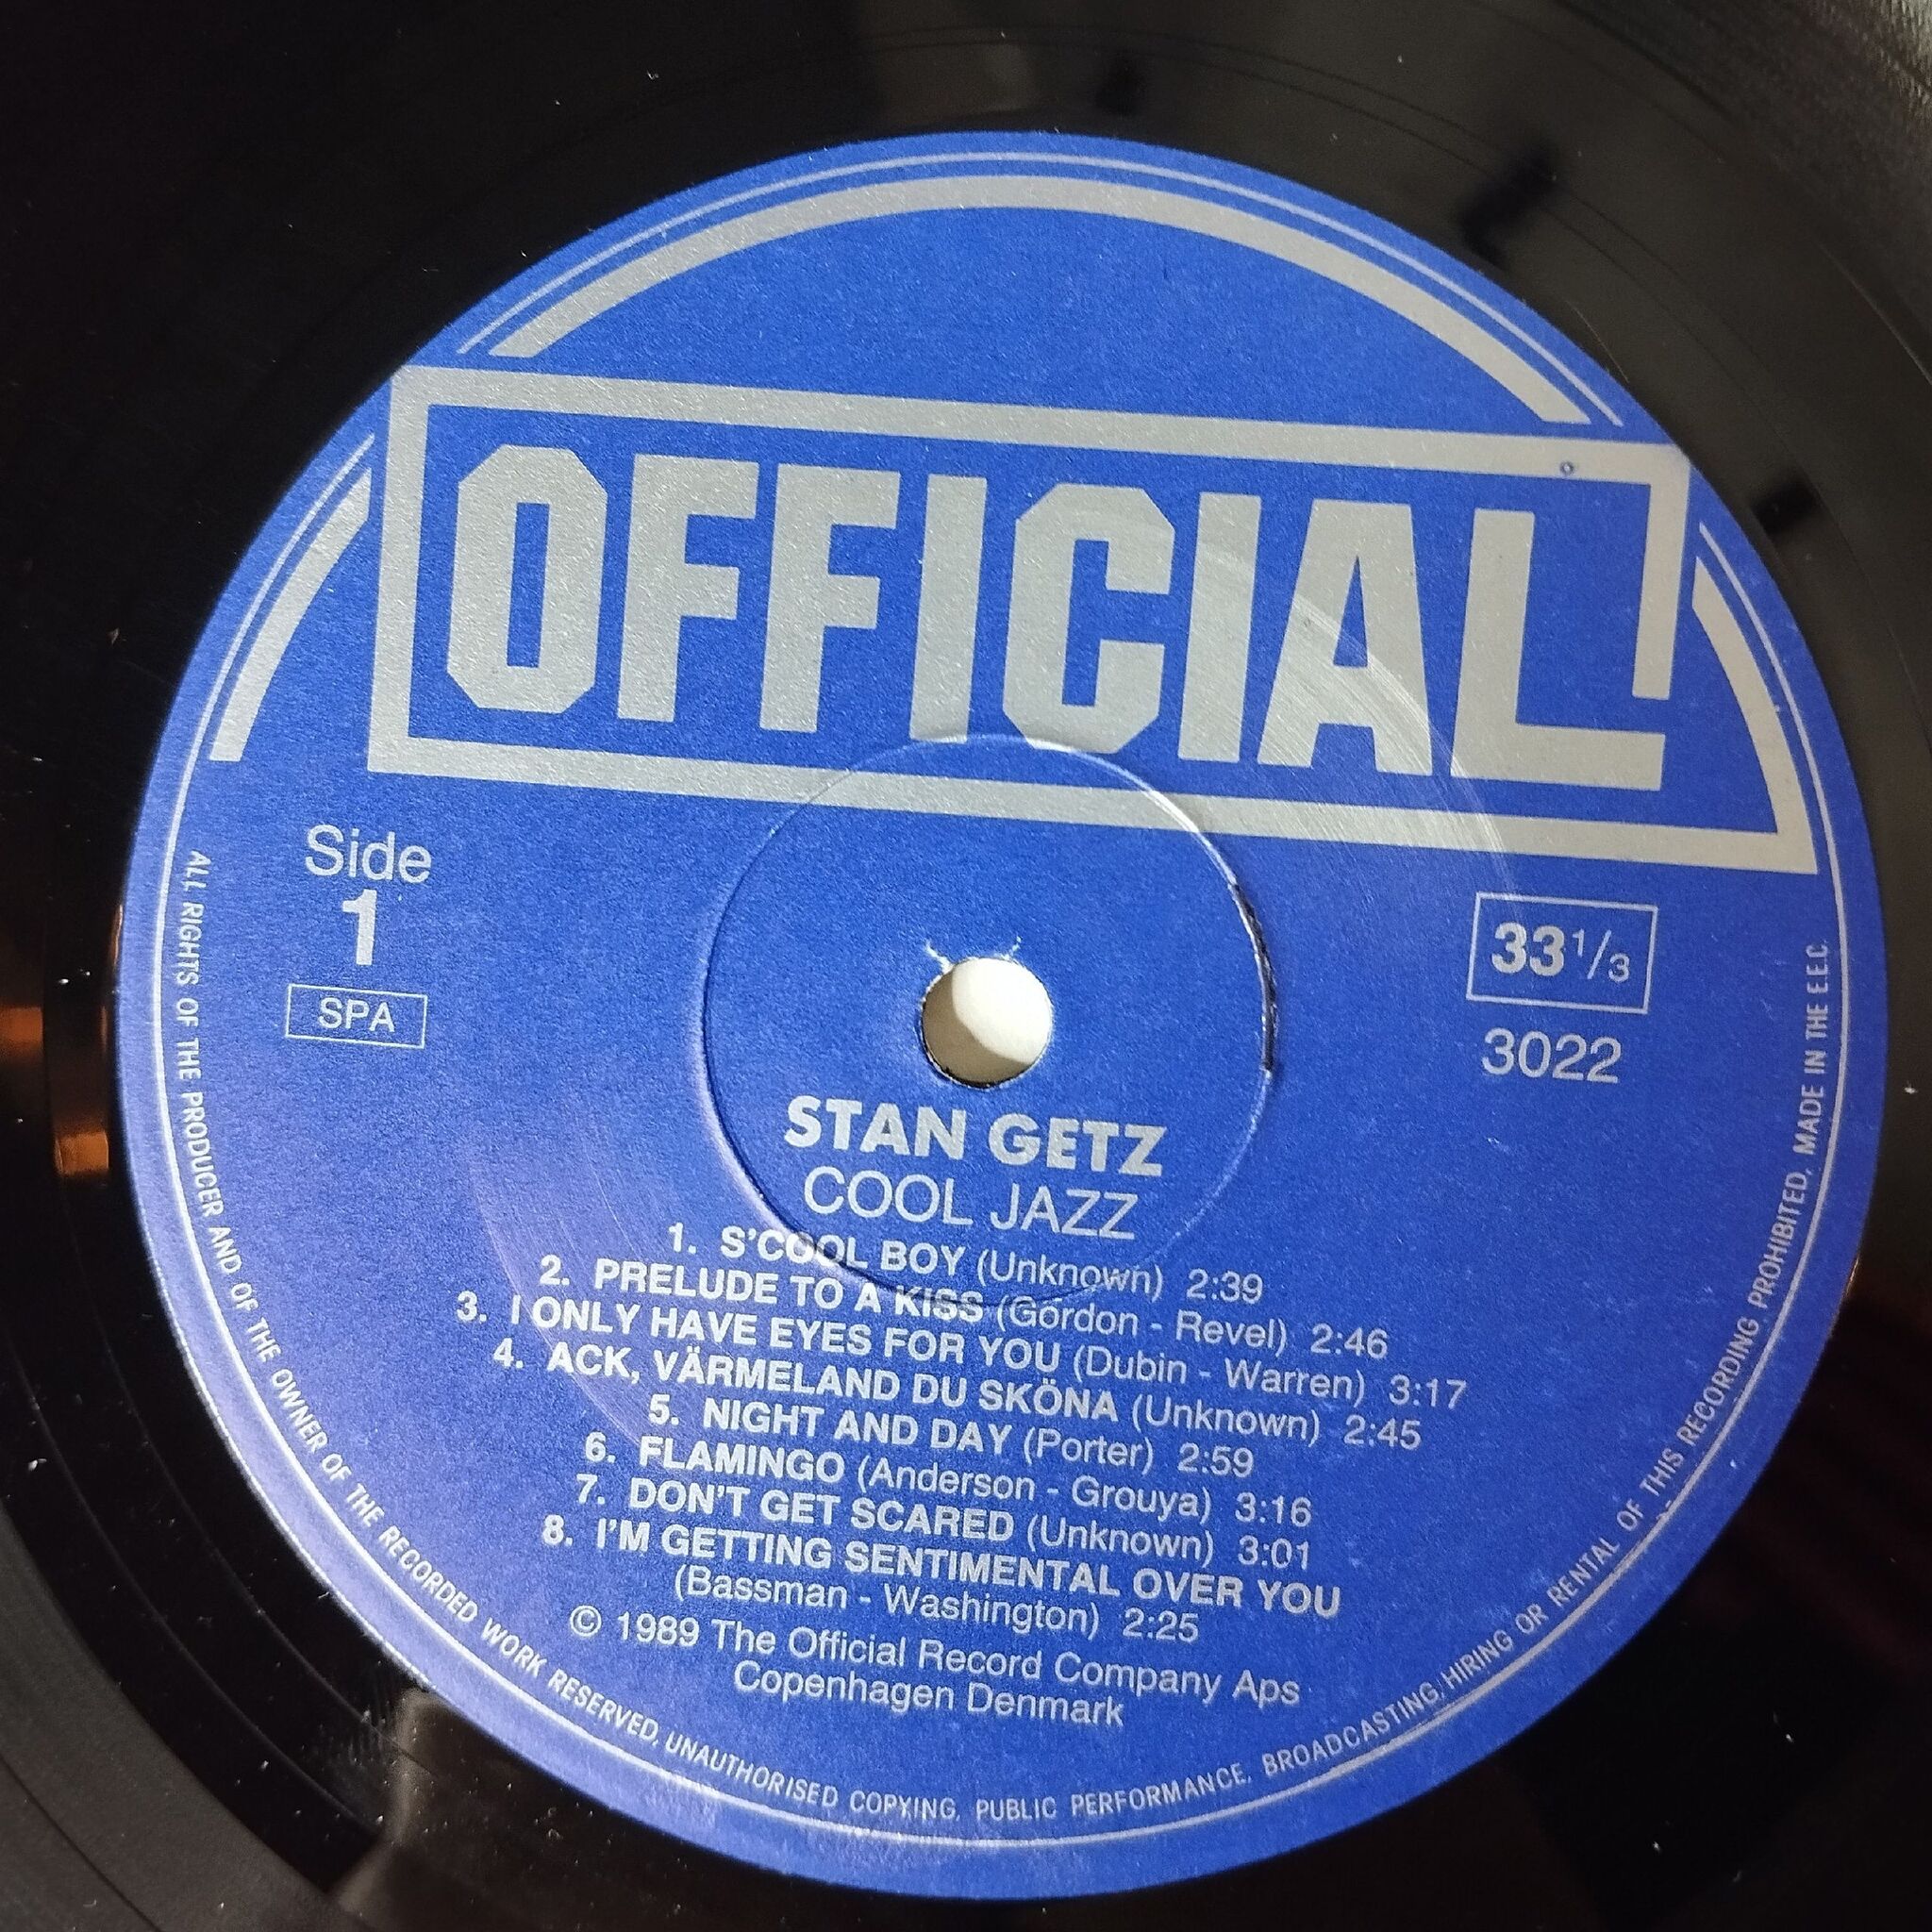 OFFICIAL
Side
1
SPA
33 1/3
3022
STAN GETZ
COOL JAZZ
1. S'COOL BOY (Unknown) 2:39
2. PRELUDE TO A KISS (Gordon - Revel) 2:46
3. I ONLY HAVE EYES FOR YOU (Dubin - Warren) 3:17
4. ACK, VÄRMELAND DU SKÖNA (Unknown) 2:45
5. NIGHT AND DAY (Porter) 2:59
6. FLAMINGO (Anderson - Grouya) 3:16
7. DON'T GET SCARED (Unknown) 3:01
8. I'M GETTING SENTIMENTAL OVER YOU
(Bassman - Washington) 2:25
© 1989 The Official Record Company Aps
Copenhagen Denmark
ALL RIGHTS OF THE PRODUCER AND OF THE OWNER OF THE RECORDED WORK RESERVED, UNAUTHORISED COPYING, PUBLIC PERFORMANCE, BROADCASTING, HIRING OR RENTAL OF THIS RECORDING PROHIBITED, MADE IN THE E.E.C.